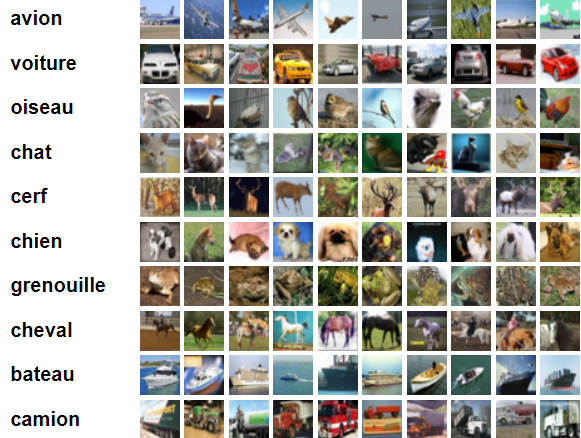 avion
voiture
oiseau
chat
cerf
chien
grenouille
cheval
bateau
camion